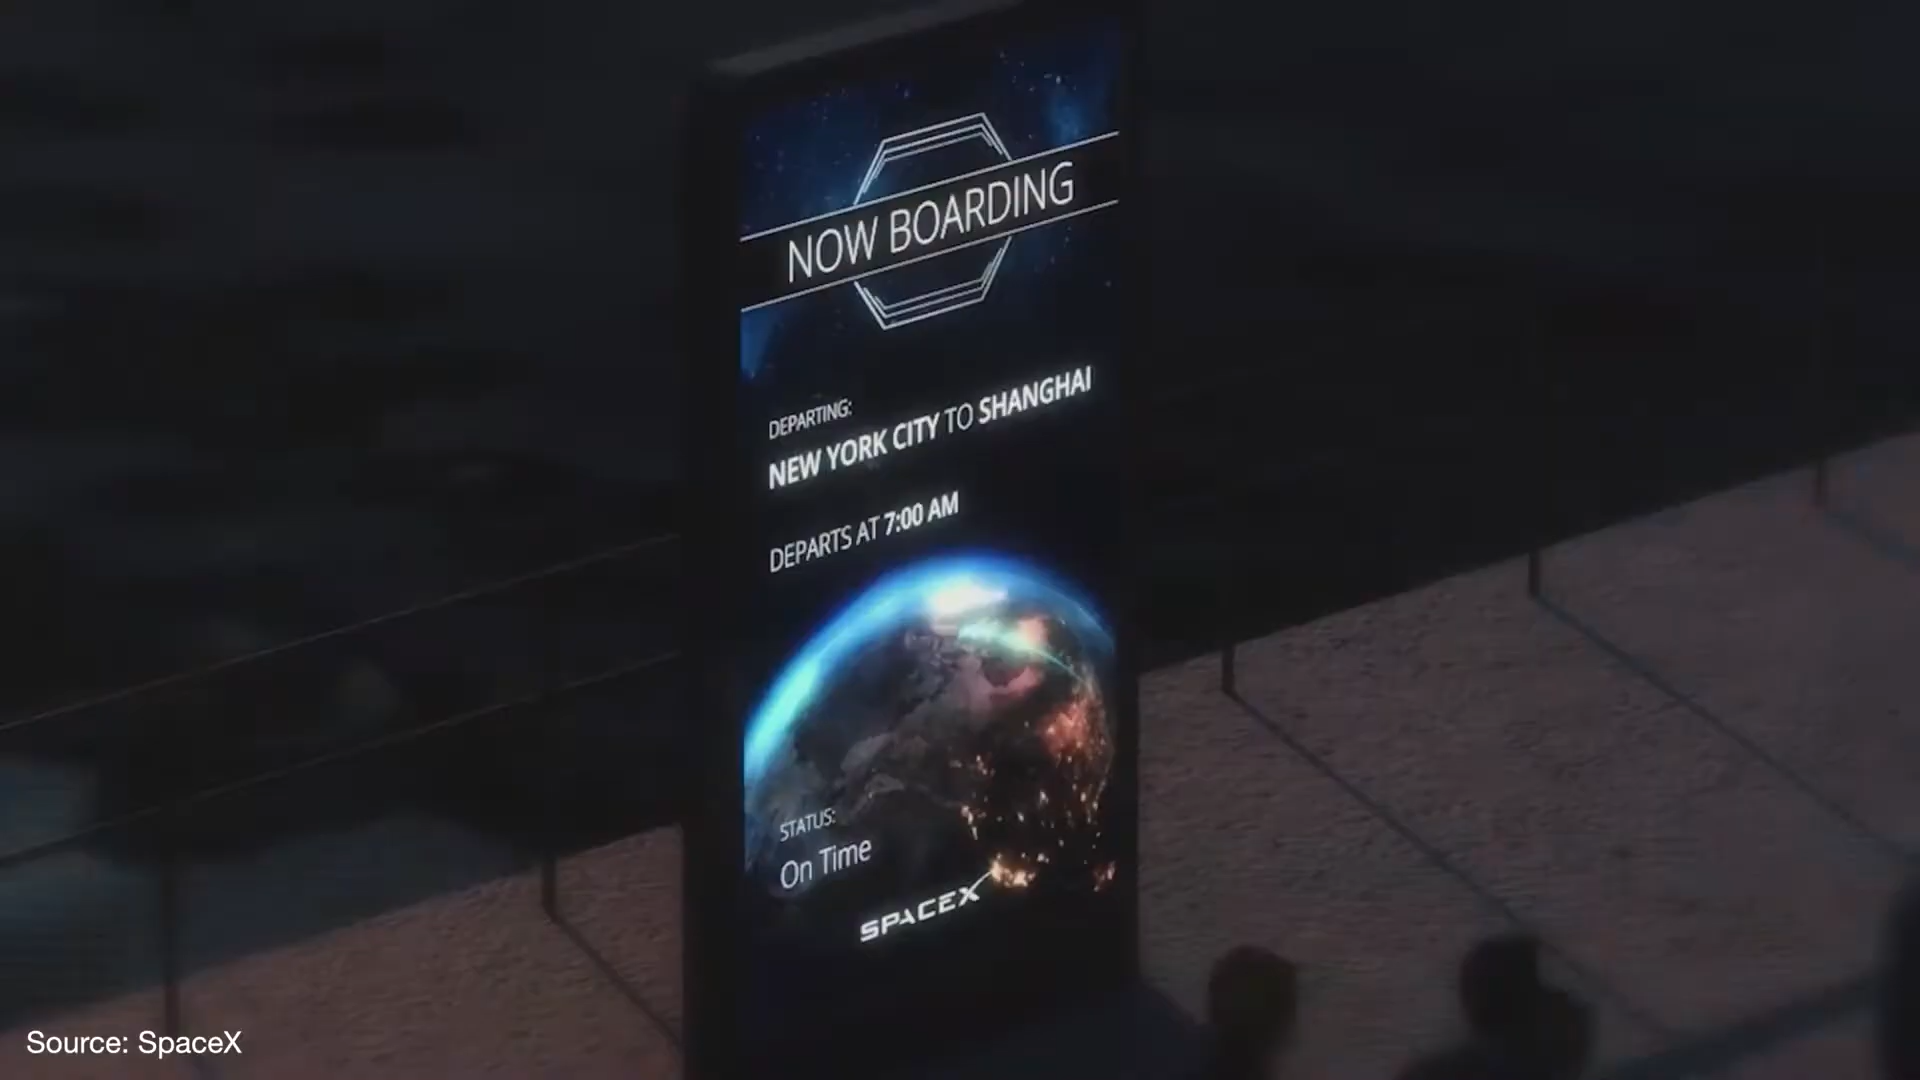 NOW BOARDING
DEPARTING:
NEW YORK CITY TO SHANGHAI
DEPARTS AT 7:00 AM
STATUS:
On Time
SPACEX
Source: SpaceX